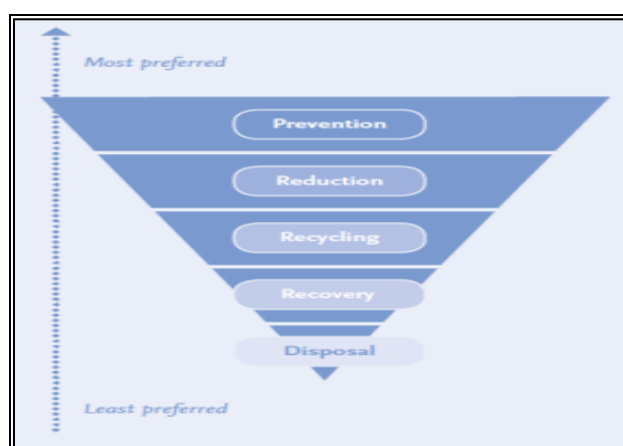 Most preferred
Prevention
Reduction
Recycling
Recovery
Disposal
Least preferred